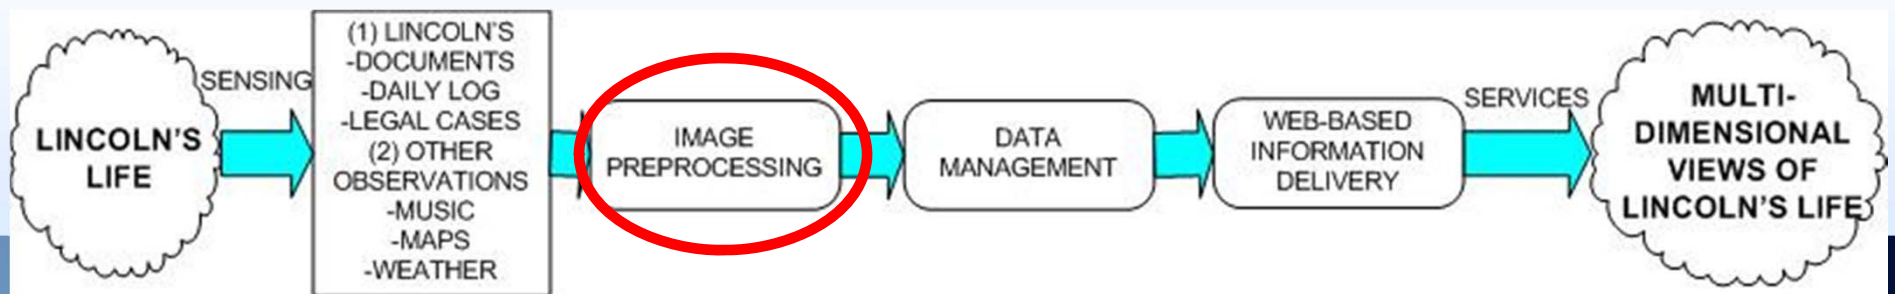 LINCOLN'S
LIFE
SENSING
(1) LINCOLN'S
-DOCUMENTS
-DAILY LOG
-LEGAL CASES
(2) OTHER
OBSERVATIONS
-MUSIC
-MAPS
-WEATHER
IMAGE
PREPROCESSING
DATA
MANAGEMENT
WEB-BASED
INFORMATION
DELIVERY
SERVICES
MULTI-
DIMENSIONAL
VIEWS OF
LINCOLN'S LIFE